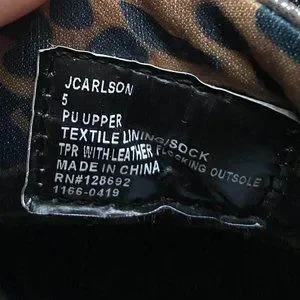 JCARLSON
5
PU UPPER
TEXTILE LINING/SOCK
TPR WITH LEATHER FLOCKING OUTSOLE
MADE IN CHINA
RN#128692
1166-0419